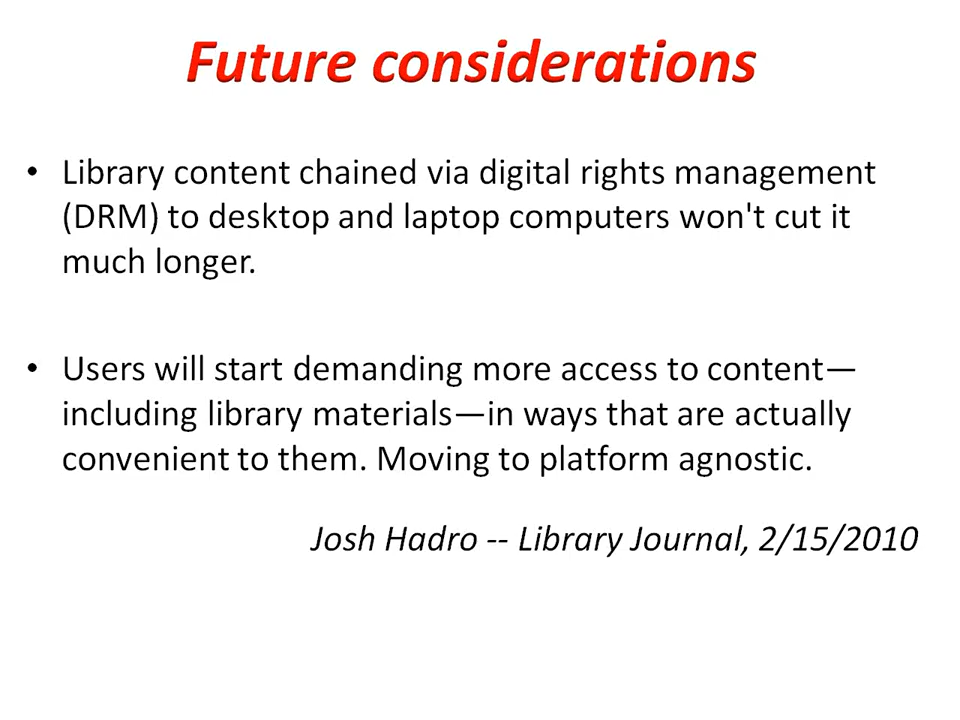 Future considerations
• Library content chained via digital rights management
(DRM) to desktop and laptop computers won't cut it
much longer.
• Users will start demanding more access to content—
including library materials—in ways that are actually
convenient to them. Moving to platform agnostic.
Josh Hadro -- Library Journal, 2/15/2010